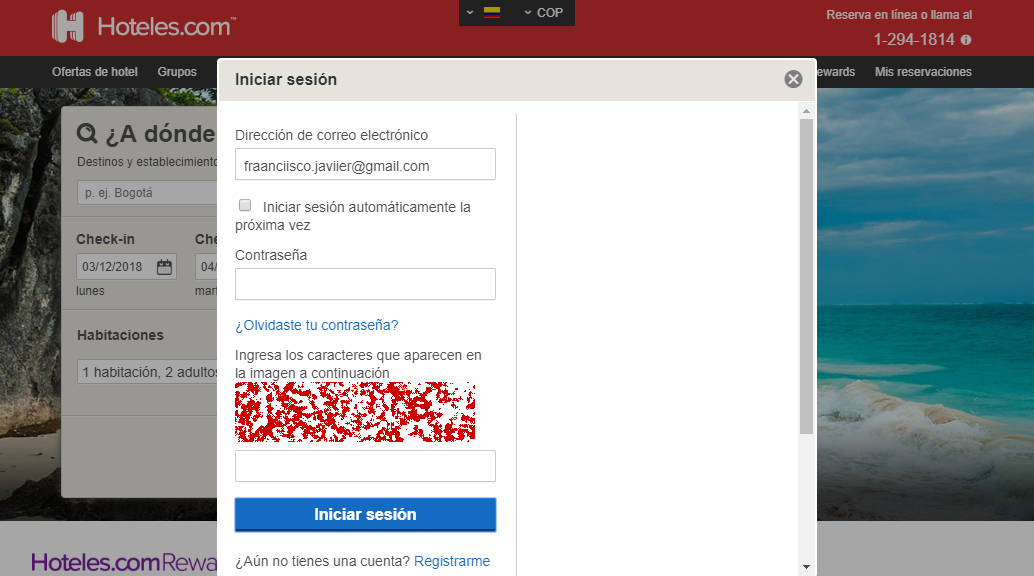 Hoteles.com™
COP
Reserva en línea o llama al
1-294-1814
Ofertas de hotel
Grupos
ewards
Mis reservaciones
Iniciar sesión
¿A dónde
Destinos y establecimiento
p. ej. Bogotá
Check-in
Che
03/12/2018
04/
lunes
mart
Habitaciones
1 habitación, 2 adultos
Dirección de correo electrónico
fraanciisco.javiier@gmail.com
Iniciar sesión automáticamente la
próxima vez
Contraseña
¿Olvidaste tu contraseña?
Ingresa los caracteres que aparecen en
la imagen a continuación
Iniciar sesión
¿Aún no tienes una cuenta? Registrarme
Hoteles.com Rewa